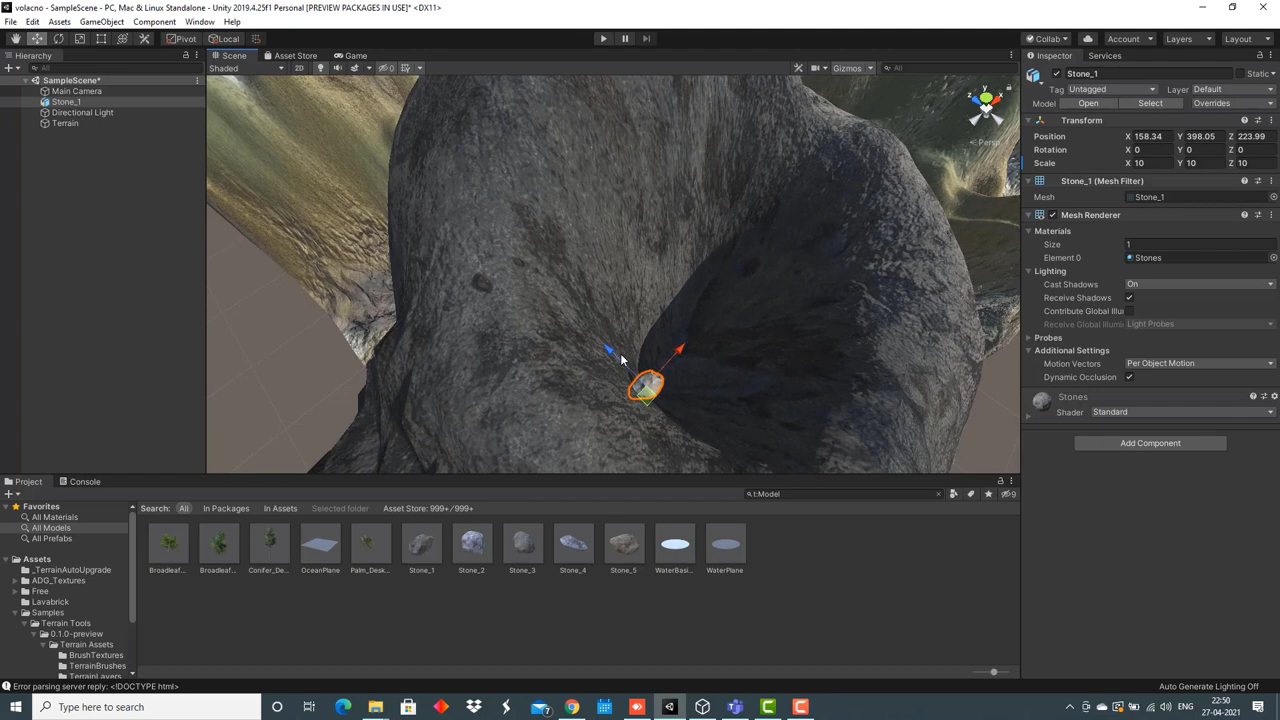 volacno - SampleScene - PC, Mac & Linux Standalone - Unity 2019.4.25f1 Personal [PREVIEW PACKAGES IN USE]* <DX11>
File Edit Assets GameObject Component Window Help
Pivot Local Collab Account Layers Layout
Hierarchy Scene Asset Store Game Inspector Services
All Shaded 2D 0 Gizmos All Stone_1 Static
SampleScene*
Main Camera
Stone_1
Directional Light
Terrain
y
x z
Persp
Tag Untagged Layer Default
Model Open Select Overrides
Transform
Position X 158.34 Y 398.05 Z 223.99
Rotation X 0 Y 0 Z 0
Scale X 10 Y 10 Z 10
Stone_1 (Mesh Filter)
Mesh Stone_1
Mesh Renderer
Materials
Size 1
Element 0 Stones
Lighting
Cast Shadows On
Receive Shadows
Contribute Global Illu
Receive Global Illumi Light Probes
Probes
Additional Settings
Motion Vectors Per Object Motion
Dynamic Occlusion
Stones
Shader Standard
Add Component
Project Console
t:Model 9
Favorites
All Materials
All Models
All Prefabs
Assets
_TerrainAutoUpgrade
ADG_Textures
Free
Lavabrick
Samples
Terrain Tools
0.1.0-preview
Terrain Assets
BrushTextures
TerrainBrushes
TerrainLayers
Search: All In Packages In Assets Selected folder Asset Store: 999+/999+
Broadleaf... Broadleaf... Conifer_De... OceanPlane Palm_Desk... Stone_1 Stone_2 Stone_3 Stone_4 Stone_5 WaterBasi... WaterPlane
Error parsing server reply: <!DOCTYPE html> Auto Generate Lighting Off
Type here to search
ENG 22:50
27-04-2021